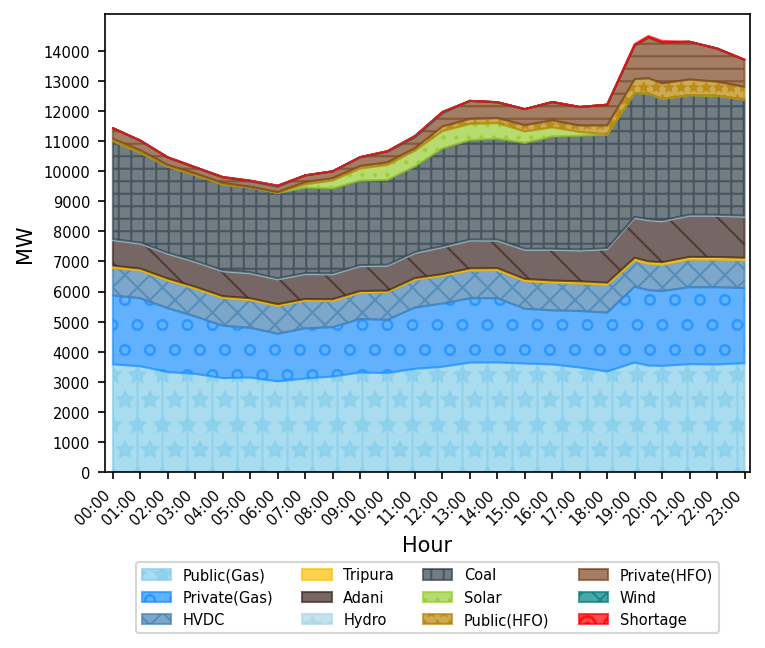 14000
13000
12000
11000
10000
9000
8000
7000
6000
5000
4000
3000
2000
1000
0
MW
00:00 01:00 02:00 03:00 04:00 05:00 06:00 07:00 08:00 09:00 10:00 11:00 12:00 13:00 14:00 15:00 16:00 17:00 18:00 19:00 20:00 21:00 22:00 23:00
Hour
Public(Gas) Tripura Coal Private(HFO)
Private(Gas) Adani Solar Wind
HVDC Hydro Public(HFO) Shortage